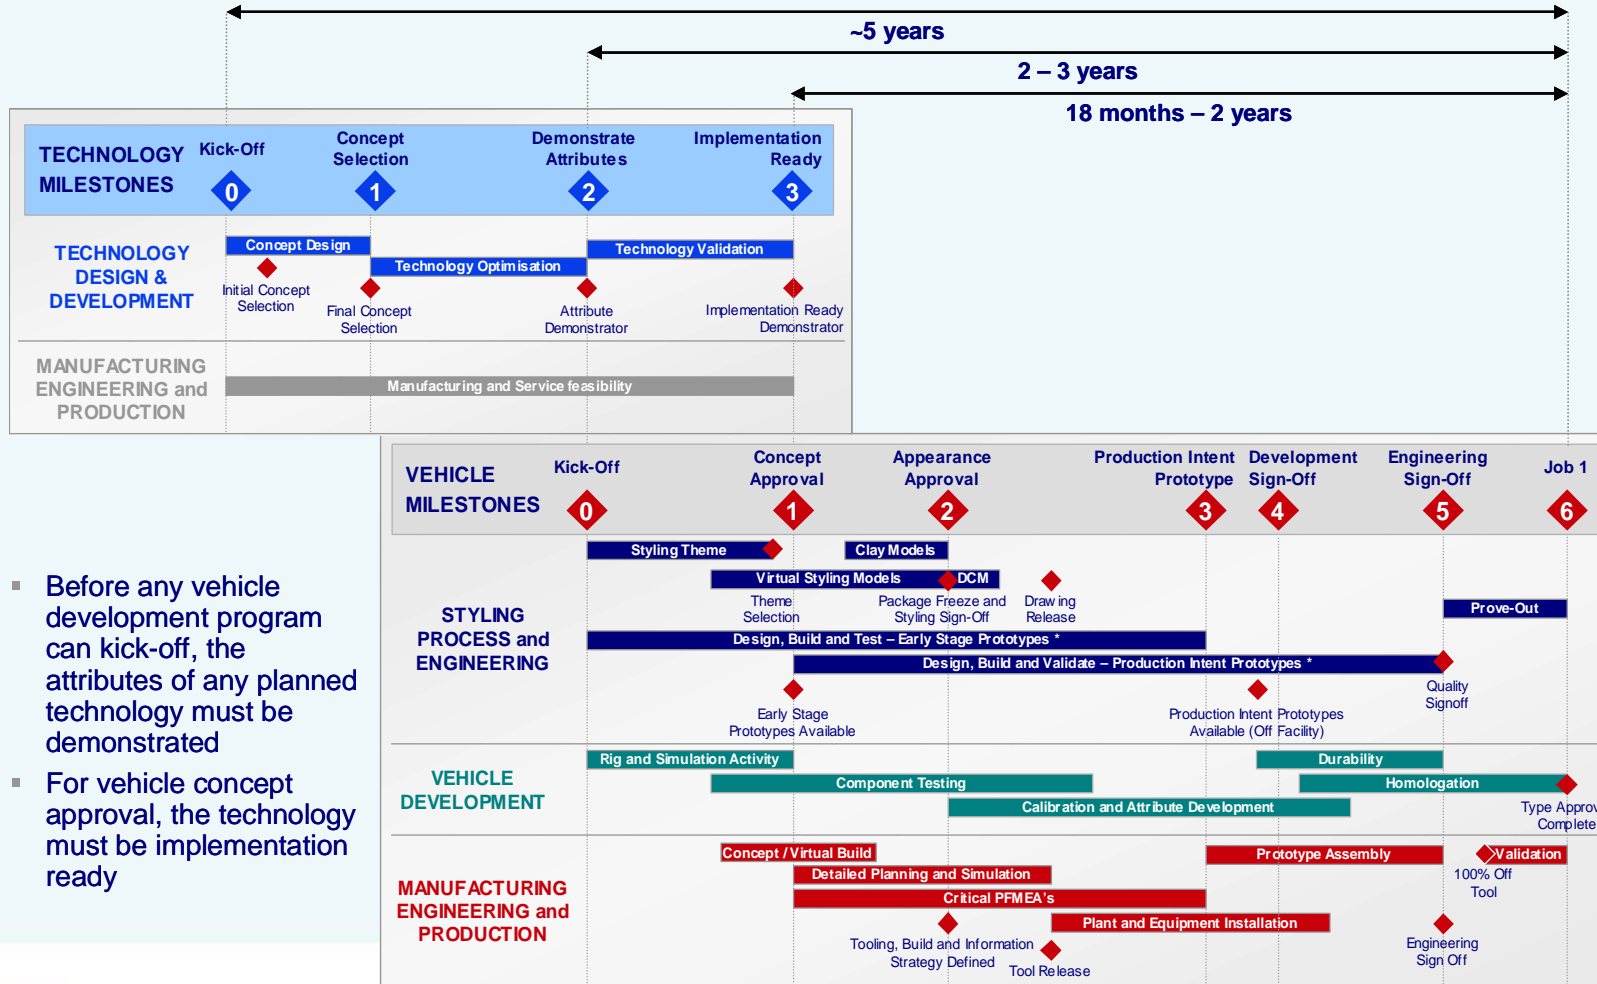 ~5 years
2 – 3 years
18 months – 2 years
TECHNOLOGY
MILESTONES
Kick-Off
Concept
Selection
Demonstrate
Attributes
Implementation
Ready
0
1
2
3
TECHNOLOGY
DESIGN &
DEVELOPMENT
Concept Design
Technology Optimisation
Technology Validation
Initial Concept
Selection
Final Concept
Selection
Attribute
Demonstrator
Implementation Ready
Demonstrator
MANUFACTURING
ENGINEERING and
PRODUCTION
Manufacturing and Service feasibility
VEHICLE
MILESTONES
Kick-Off
Concept
Approval
Appearance
Approval
Production Intent
Prototype
Development
Sign-Off
Engineering
Sign-Off
Job 1
0
1
2
3
4
5
6
STYLING
PROCESS and
ENGINEERING
Styling Theme
Clay Models
Virtual Styling Models
DCM
Theme
Selection
Package Freeze and
Styling Sign-Off
Drawing
Release
Prove-Out
Design, Build and Test – Early Stage Prototypes *
Design, Build and Validate – Production Intent Prototypes *
Early Stage
Prototypes Available
Production Intent Prototypes
Available (Off Facility)
Quality
Signoff
VEHICLE
DEVELOPMENT
Rig and Simulation Activity
Durability
Component Testing
Homologation
Calibration and Attribute Development
Type Approv
Complete
MANUFACTURING
ENGINEERING and
PRODUCTION
Concept / Virtual Build
Prototype Assembly
Validation
Detailed Planning and Simulation
100% Off
Tool
Critical PFMEA's
Plant and Equipment Installation
Tooling, Build and Information
Strategy Defined
Tool Release
Engineering
Sign Off
Before any vehicle
development program
can kick-off, the
attributes of any planned
technology must be
demonstrated
For vehicle concept
approval, the technology
must be implementation
ready